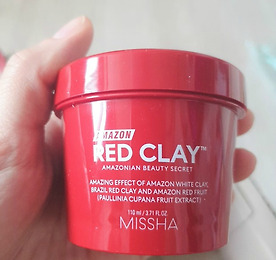 AMAZON
RED CLAY™
AMAZONIAN BEAUTY SECRET
AMAZING EFFECT OF AMAZON WHITE CLAY,
BRAZIL RED CLAY AND AMAZON RED FRUIT
(PAULLINIA CUPANA FRUIT EXTRACT)
110 ml / 3.71 FL.OZ.
MISSHA